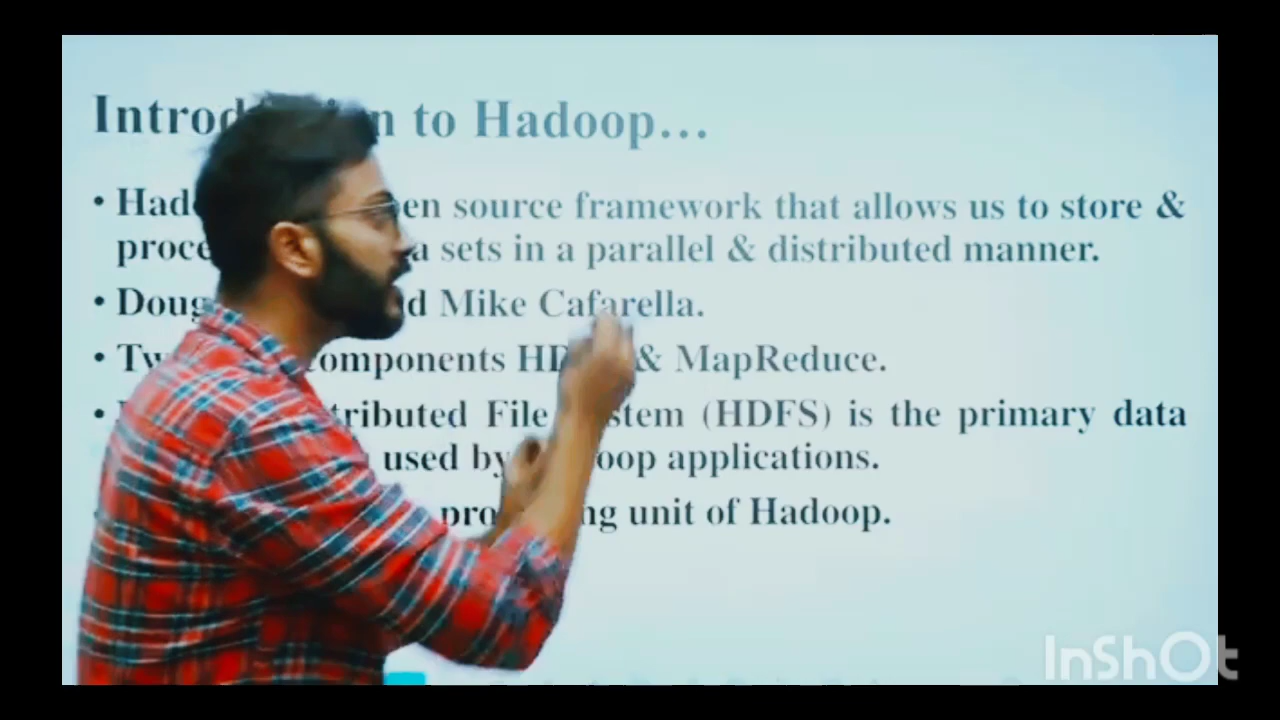 Introd n to Hadoop...
• Had en source framework that allows us to store &
proce a sets in a parallel & distributed manner.
• Doug d Mike Cafarella.
• Tw omponents HD & MapReduce.
• tributed File stem (HDFS) is the primary data
used by oop applications.
pro ng unit of Hadoop.
InShOt